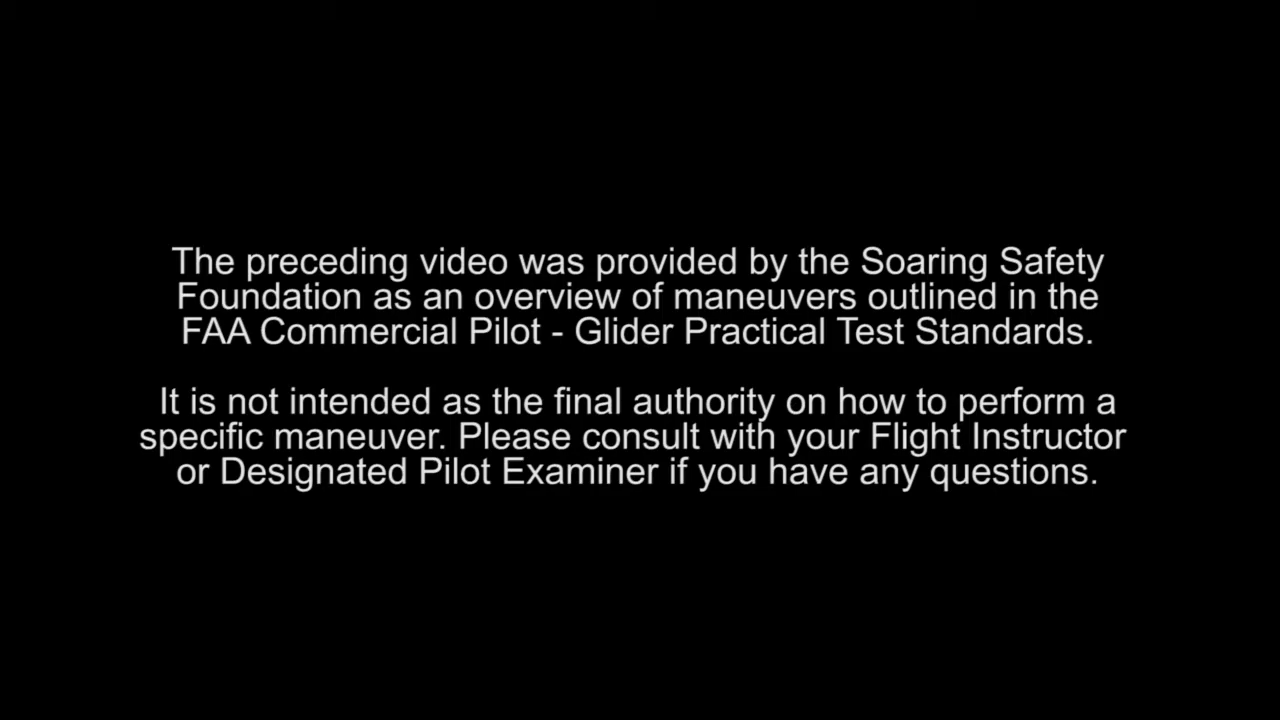 The preceding video was provided by the Soaring Safety
Foundation as an overview of maneuvers outlined in the
FAA Commercial Pilot - Glider Practical Test Standards.
It is not intended as the final authority on how to perform a
specific maneuver. Please consult with your Flight Instructor
or Designated Pilot Examiner if you have any questions.